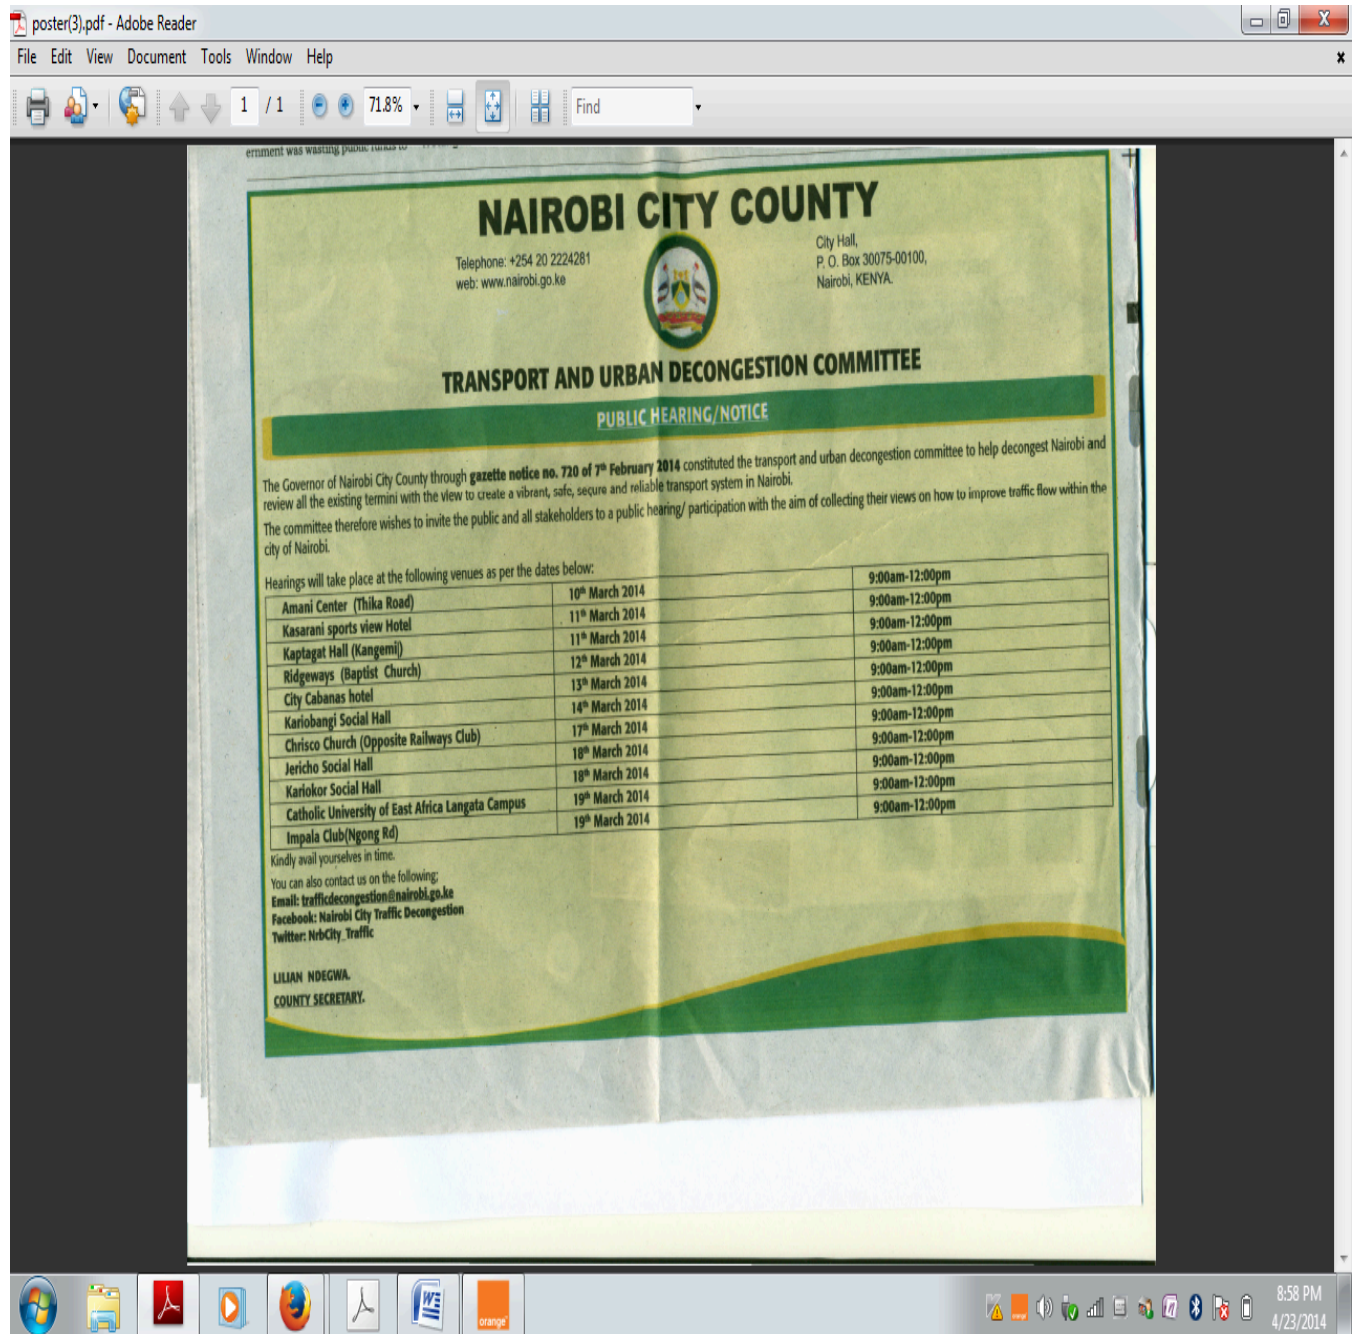 poster(3).pdf - Adobe Reader
File Edit View Document Tools Window Help
1 / 1 71.8% Find
ernment was wasting public funds to
NAIROBI CITY COUNTY
Telephone: +254 20 2224281
web: www.nairobi.go.ke
City Hall,
P. O. Box 30075-00100,
Nairobi, KENYA.
TRANSPORT AND URBAN DECONGESTION COMMITTEE
PUBLIC HEARING/NOTICE
The Governor of Nairobi City County through gazette notice no. 720 of 7th February 2014 constituted the transport and urban decongestion committee to help decongest Nairobi and
review all the existing termini with the view to create a vibrant, safe, secure and reliable transport system in Nairobi.
The committee therefore wishes to invite the public and all stakeholders to a public hearing/ participation with the aim of collecting their views on how to improve traffic flow within the
city of Nairobi.
Hearings will take place at the following venues as per the dates below:
Amani Center (Thika Road) 10th March 2014 9:00am-12:00pm
Kasarani sports view Hotel 11th March 2014 9:00am-12:00pm
Kaptagat Hall (Kangemi) 11th March 2014 9:00am-12:00pm
Ridgeways (Baptist Church) 12th March 2014 9:00am-12:00pm
City Cabanas hotel 13th March 2014 9:00am-12:00pm
Kariobangi Social Hall 14th March 2014 9:00am-12:00pm
Chrisco Church (Opposite Railways Club) 17th March 2014 9:00am-12:00pm
Jericho Social Hall 18th March 2014 9:00am-12:00pm
Kariokor Social Hall 18th March 2014 9:00am-12:00pm
Catholic University of East Africa Langata Campus 19th March 2014 9:00am-12:00pm
Impala Club(Ngong Rd) 19th March 2014 9:00am-12:00pm
Kindly avail yourselves in time.
You can also contact us on the following;
Email: trafficdecongestion@nairobi.go.ke
Facebook: Nairobi City Traffic Decongestion
Twitter: NrbCity_Traffic
LILIAN NDEGWA.
COUNTY SECRETARY.
orange
8:58 PM
4/23/2014